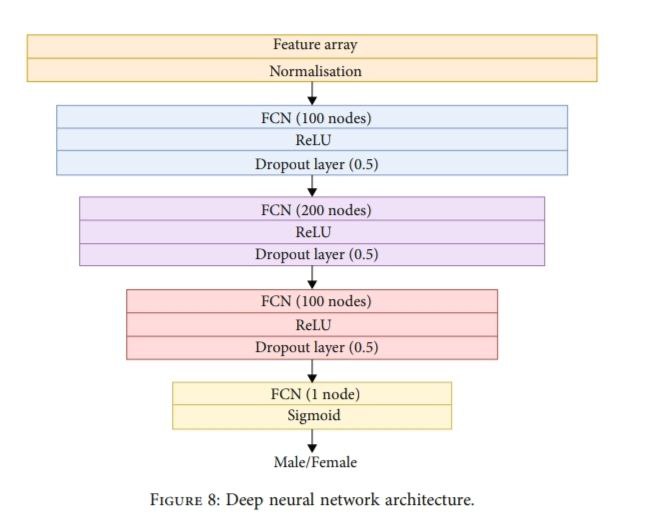 Feature array
Normalisation
FCN (100 nodes)
ReLU
Dropout layer (0.5)
FCN (200 nodes)
ReLU
Dropout layer (0.5)
FCN (100 nodes)
ReLU
Dropout layer (0.5)
FCN (1 node)
Sigmoid
Male/Female
Figure 8: Deep neural network architecture.